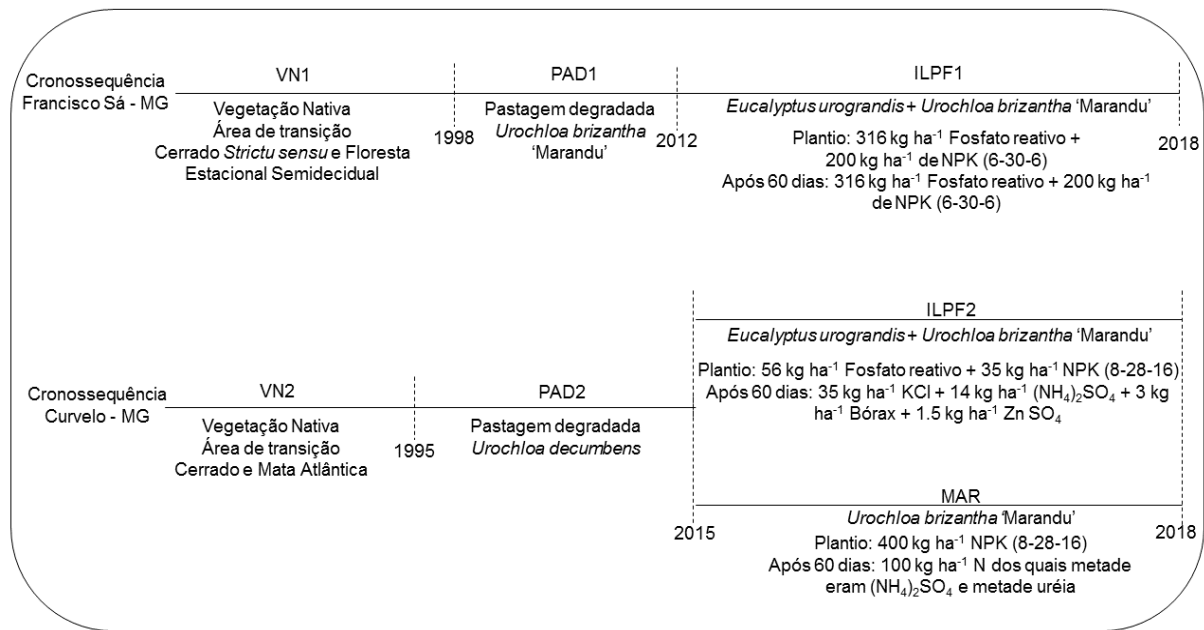 Cronossequência
Francisco Sá - MG
VN1
Vegetação Nativa
Área de transição
Cerrado Strictu sensu e Floresta
Estacional Semidecidual
1998
PAD1
Pastagem degradada
Urochloa brizantha
‘Marandu’
2012
ILPF1
Eucalyptus urograndis + Urochloa brizantha ‘Marandu’
Plantio: 316 kg ha⁻¹ Fosfato reativo +
200 kg ha⁻¹ de NPK (6-30-6)
Após 60 dias: 316 kg ha⁻¹ Fosfato reativo + 200 kg ha⁻¹
de NPK (6-30-6)
2018
Cronossequência
Curvelo - MG
VN2
Vegetação Nativa
Área de transição
Cerrado e Mata Atlântica
1995
PAD2
Pastagem degradada
Urochloa decumbens
2015
ILPF2
Eucalyptus urograndis + Urochloa brizantha ‘Marandu’
Plantio: 56 kg ha⁻¹ Fosfato reativo + 35 kg ha⁻¹ NPK (8-28-16)
Após 60 dias: 35 kg ha⁻¹ KCl + 14 kg ha⁻¹ (NH₄)₂SO₄ + 3 kg
ha⁻¹ Bórax + 1.5 kg ha⁻¹ Zn SO₄
MAR
Urochloa brizantha ‘Marandu’
Plantio: 400 kg ha⁻¹ NPK (8-28-16)
Após 60 dias: 100 kg ha⁻¹ N dos quais metade
eram (NH₄)₂SO₄ e metade uréia
2018